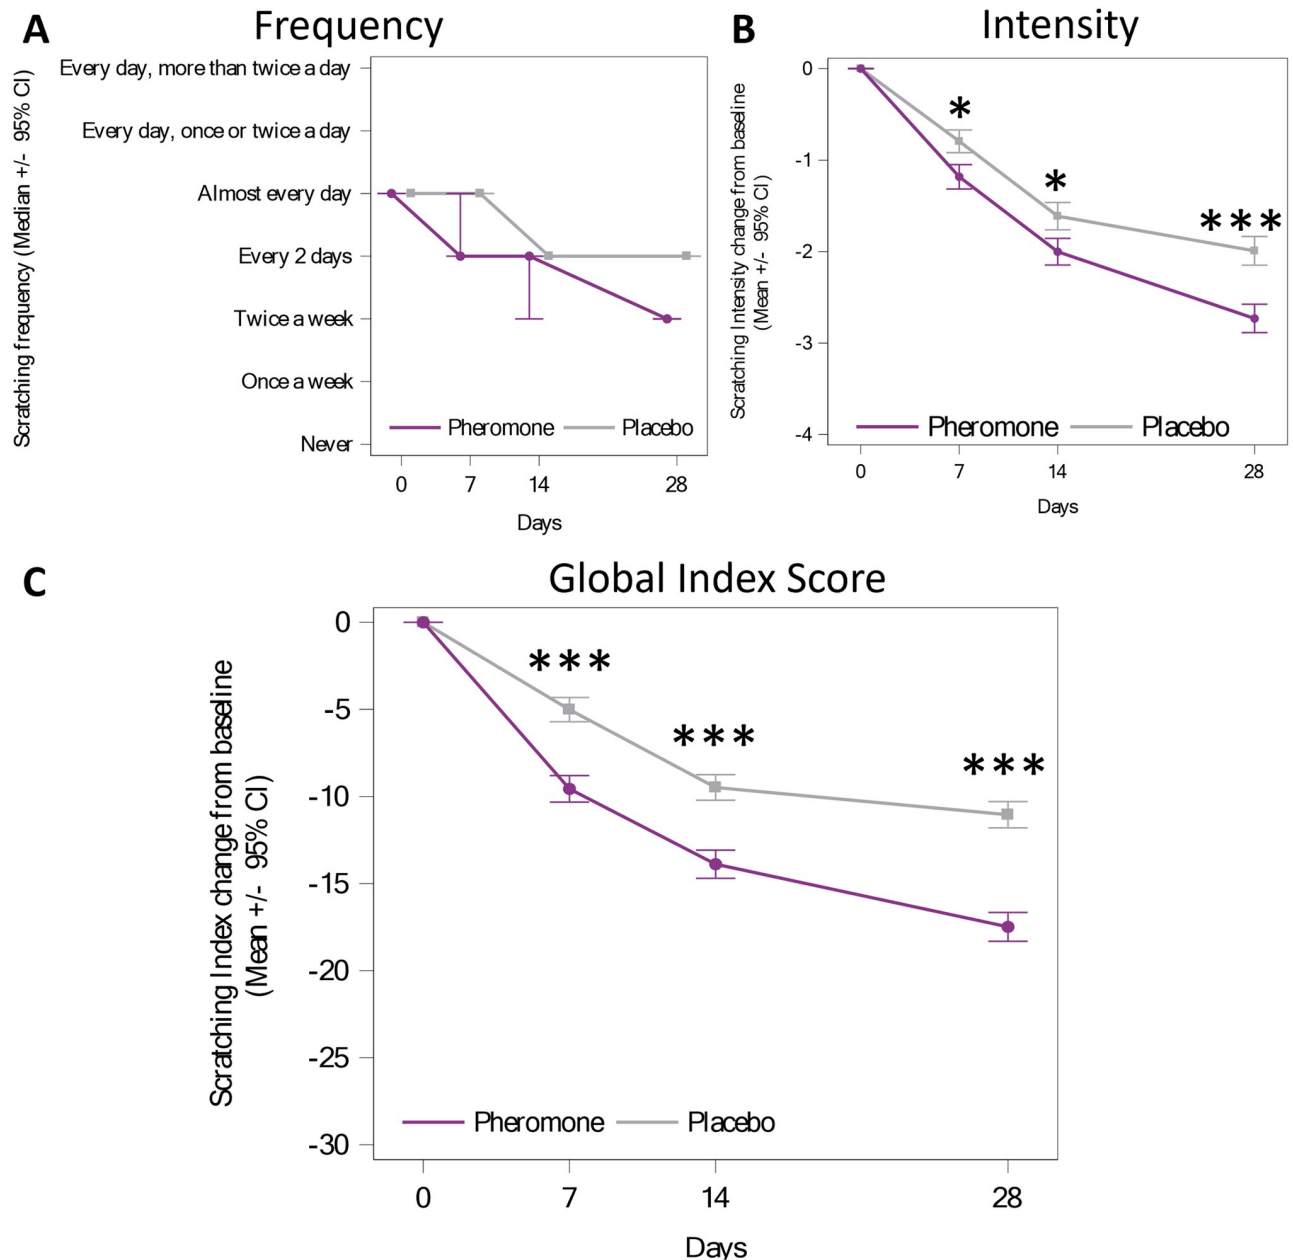 A
Frequency
Scratching frequency (Median +/- 95% CI)
Every day, more than twice a day
Every day, once or twice a day
Almost every day
Every 2 days
Twice a week
Once a week
Never
Pheromone
Placebo
0 7 14 28
Days
B
Intensity
Scratching Intensity change from baseline
(Mean +/- 95% CI)
0
-1
-2
-3
-4
*
*
***
Pheromone
Placebo
0 7 14 28
Days
C
Global Index Score
Scratching Index change from baseline
(Mean +/- 95% CI)
0
-5
-10
-15
-20
-25
-30
***
***
***
Pheromone
Placebo
0 7 14 28
Days